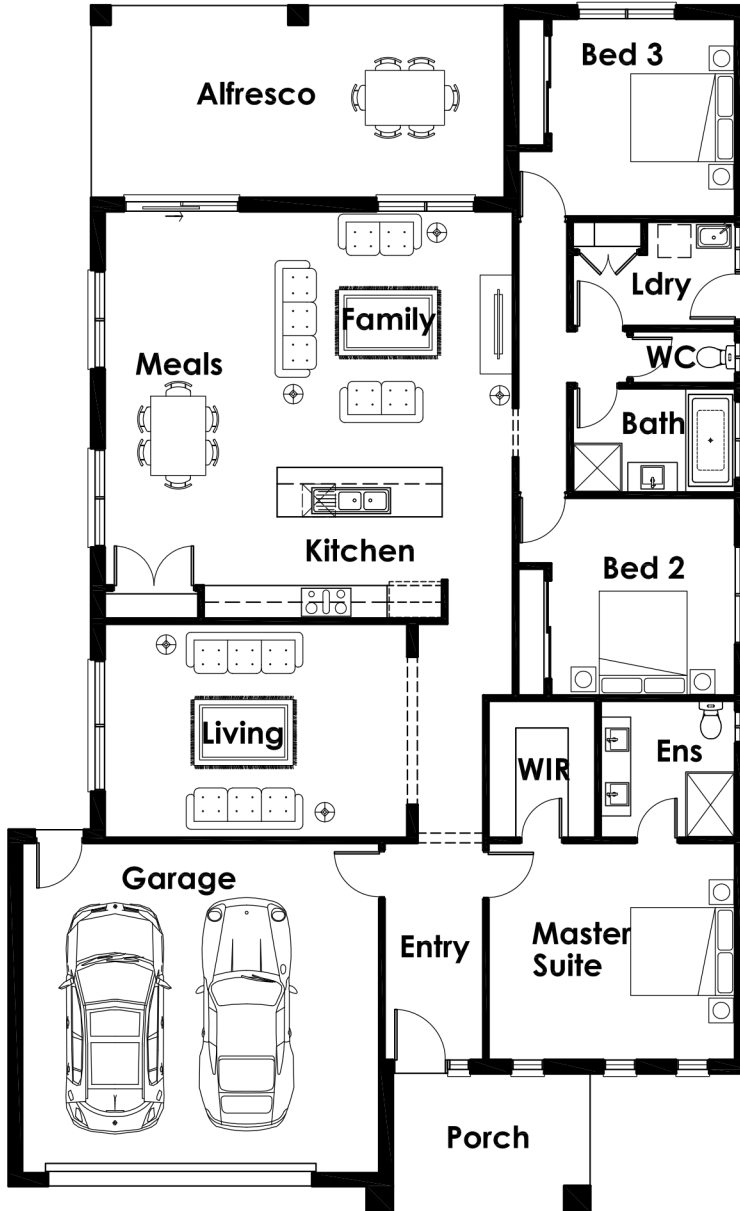 Bed 3
Alfresco
Ldry
Family
WC
Meals
Bath
Kitchen
Bed 2
Living
Ens
WIR
Garage
Entry
Master
Suite
Porch